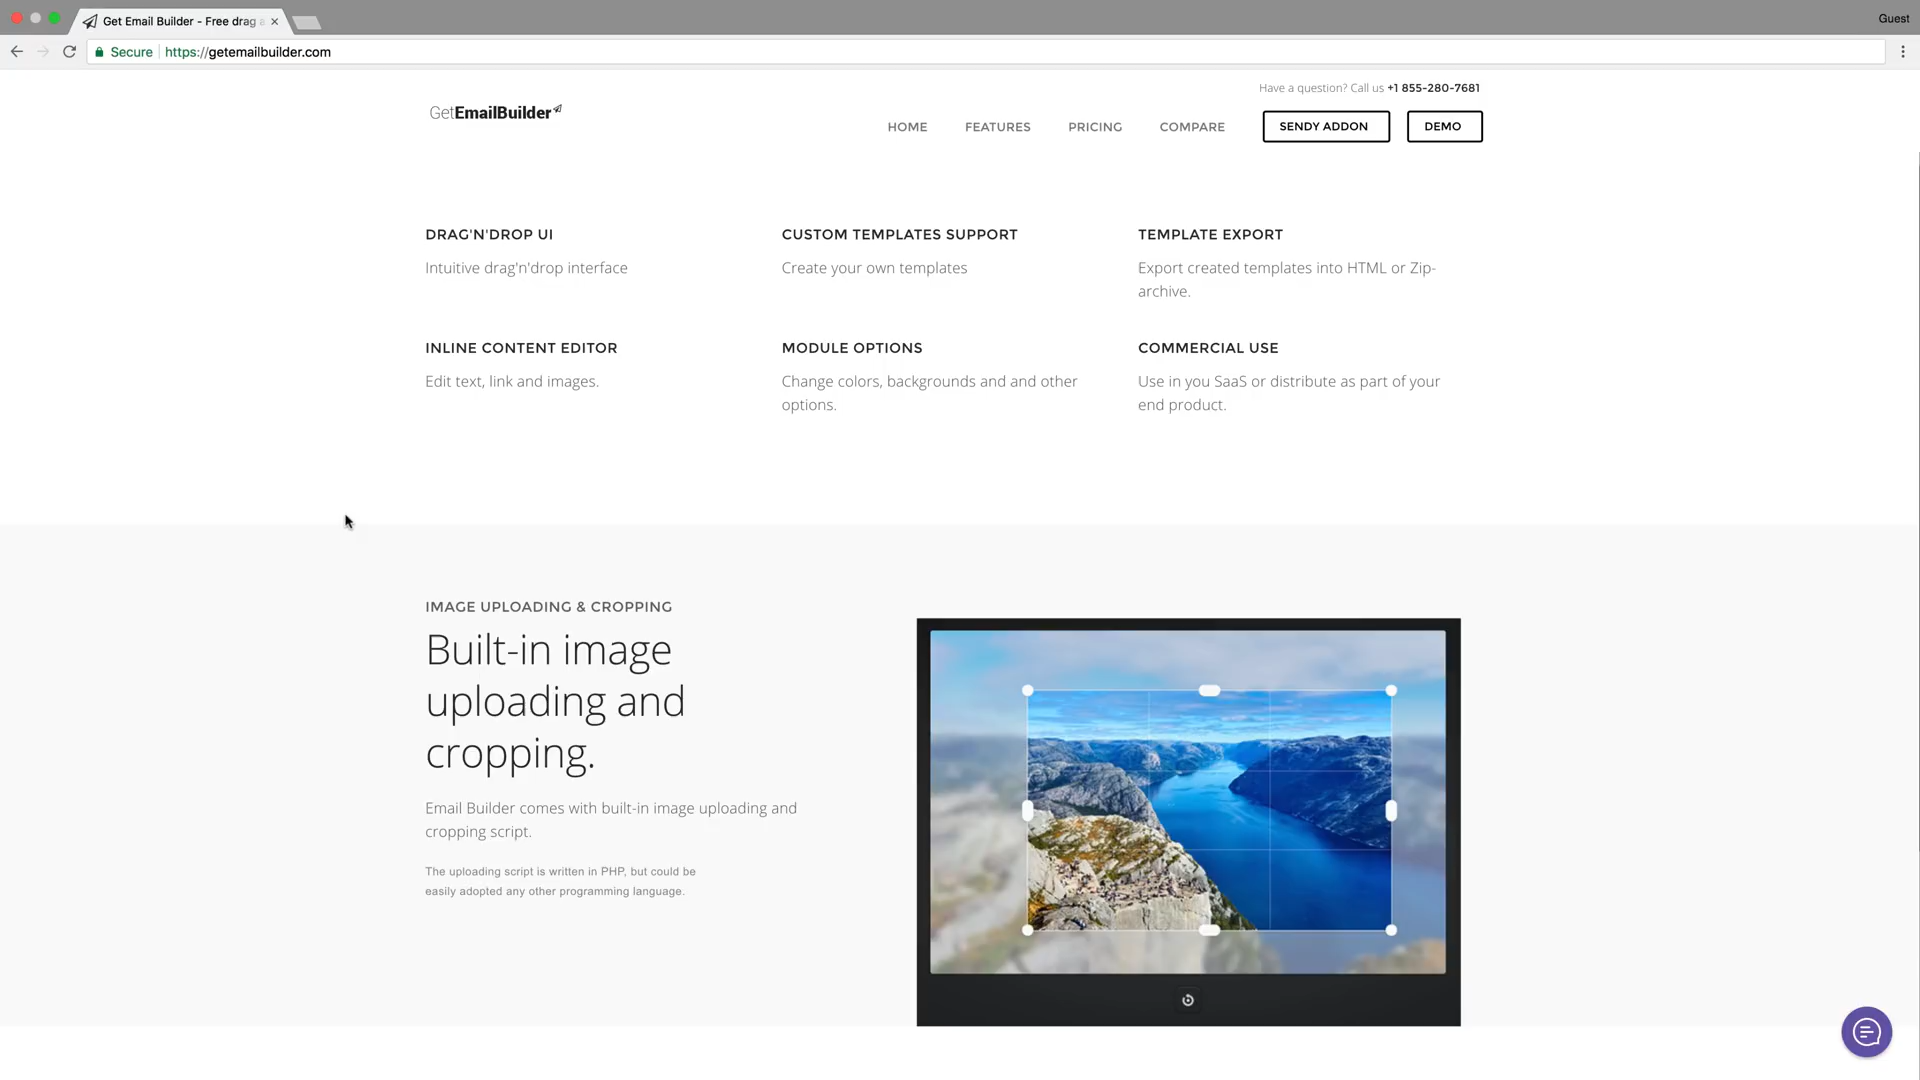 Get Email Builder - Free drag a
Guest
Secure https://getemailbuilder.com
Have a question? Call us +1 855-280-7681
GetEmailBuilder
HOME FEATURES PRICING COMPARE SENDY ADDON DEMO
DRAG'N'DROP UI
Intuitive drag'n'drop interface
CUSTOM TEMPLATES SUPPORT
Create your own templates
TEMPLATE EXPORT
Export created templates into HTML or Zip-
archive.
INLINE CONTENT EDITOR
Edit text, link and images.
MODULE OPTIONS
Change colors, backgrounds and and other
options.
COMMERCIAL USE
Use in you SaaS or distribute as part of your
end product.
IMAGE UPLOADING & CROPPING
Built-in image
uploading and
cropping.
Email Builder comes with built-in image uploading and
cropping script.
The uploading script is written in PHP, but could be
easily adopted any other programming language.